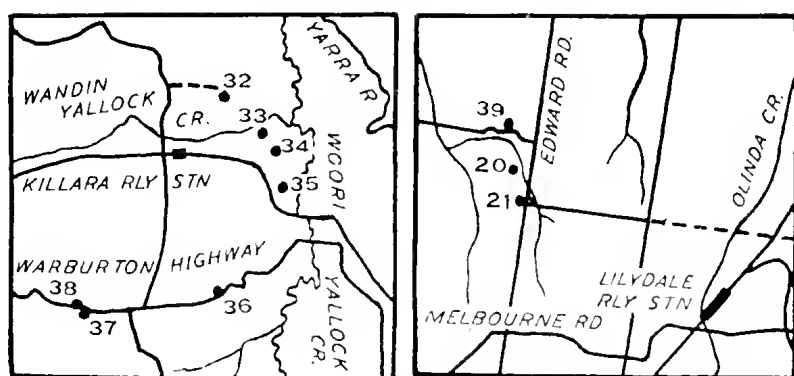 YARRA R
32
WANDIN
YALLOCK
CR.
33
34
WOORI
KILLARA RLY STN
35
WARBURTON HIGHWAY
38
37
36
YALLOCK
CR.
39
EDWARD RD.
20
21
OLINDA CR.
LILYDALE
RLY STN
MELBOURNE RD